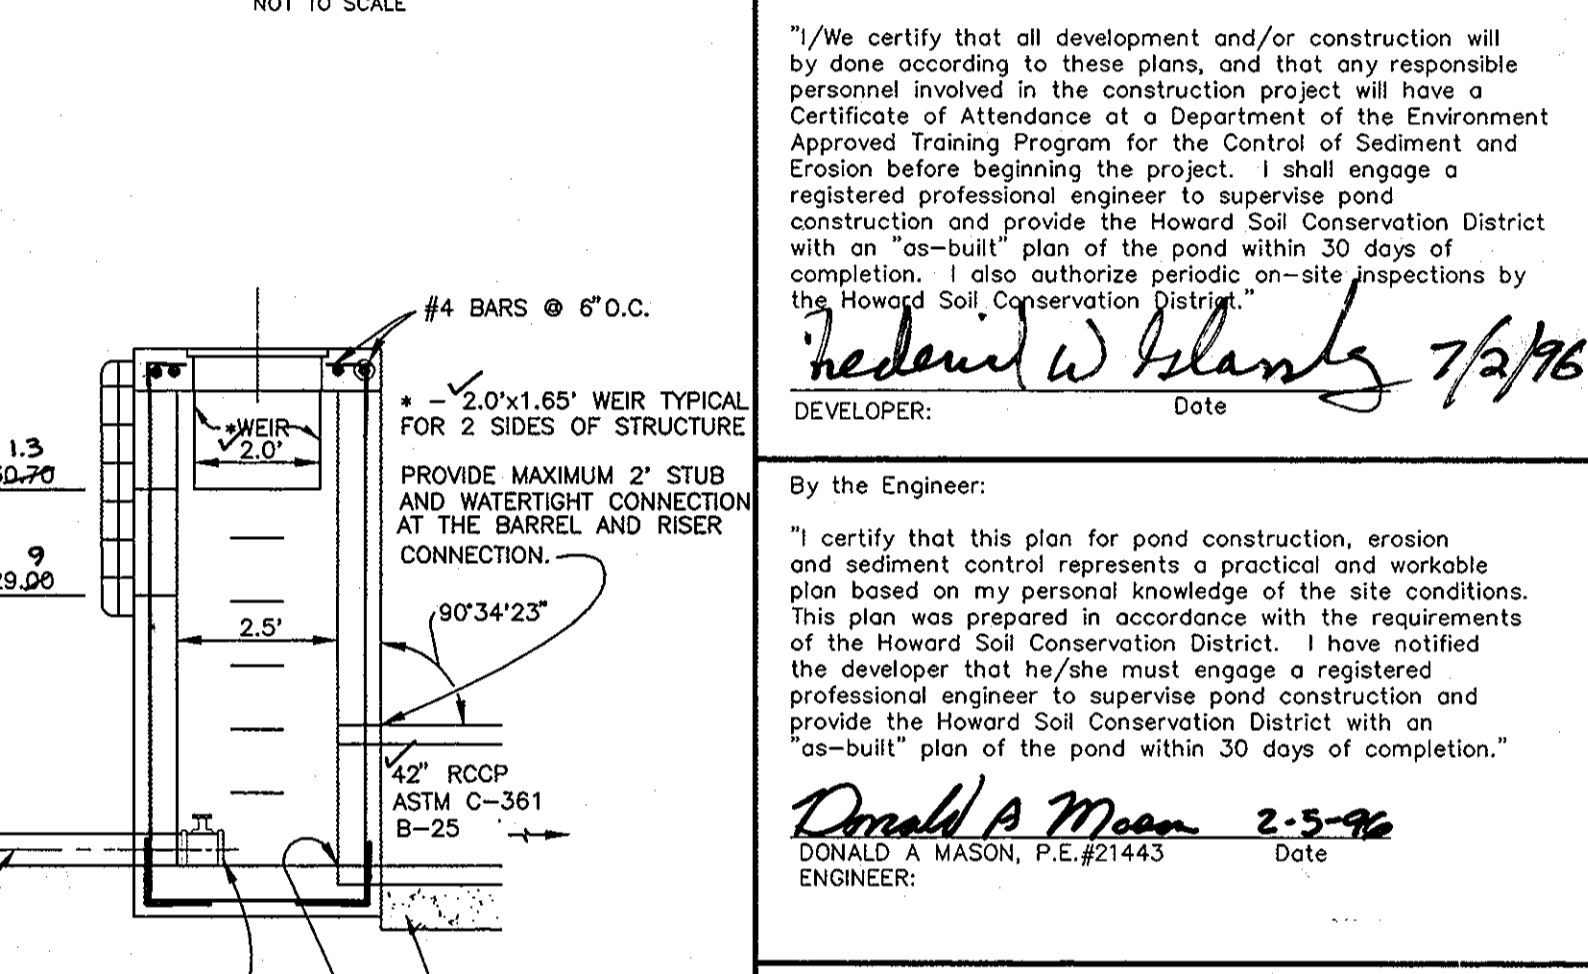 NOT TO SCALE
#4 BARS @ 6"O.C.
* - 2.0'x1.65' WEIR TYPICAL
FOR 2 SIDES OF STRUCTURE
*WEIR
2.0'
1.3
0.70
PROVIDE MAXIMUM 2' STUB
AND WATERTIGHT CONNECTION
AT THE BARREL AND RISER
CONNECTION.
9
29.00
90°34'23"
2.5'
42" RCCP
ASTM C-361
B-25
"I/We certify that all development and/or construction will
by done according to these plans, and that any responsible
personnel involved in the construction project will have a
Certificate of Attendance at a Department of the Environment
Approved Training Program for the Control of Sediment and
Erosion before beginning the project. I shall engage a
registered professional engineer to supervise pond
construction and provide the Howard Soil Conservation District
with an "as-built" plan of the pond within 30 days of
completion. I also authorize periodic on-site inspections by
the Howard Soil Conservation District."
W 7/2/96
DEVELOPER: Date
By the Engineer:
"I certify that this plan for pond construction, erosion
and sediment control represents a practical and workable
plan based on my personal knowledge of the site conditions.
This plan was prepared in accordance with the requirements
of the Howard Soil Conservation District. I have notified
the developer that he/she must engage a registered
professional engineer to supervise pond construction and
provide the Howard Soil Conservation District with an
"as-built" plan of the pond within 30 days of completion."
Donald A Mason 2-5-96
DONALD A MASON, P.E.#21443 Date
ENGINEER: